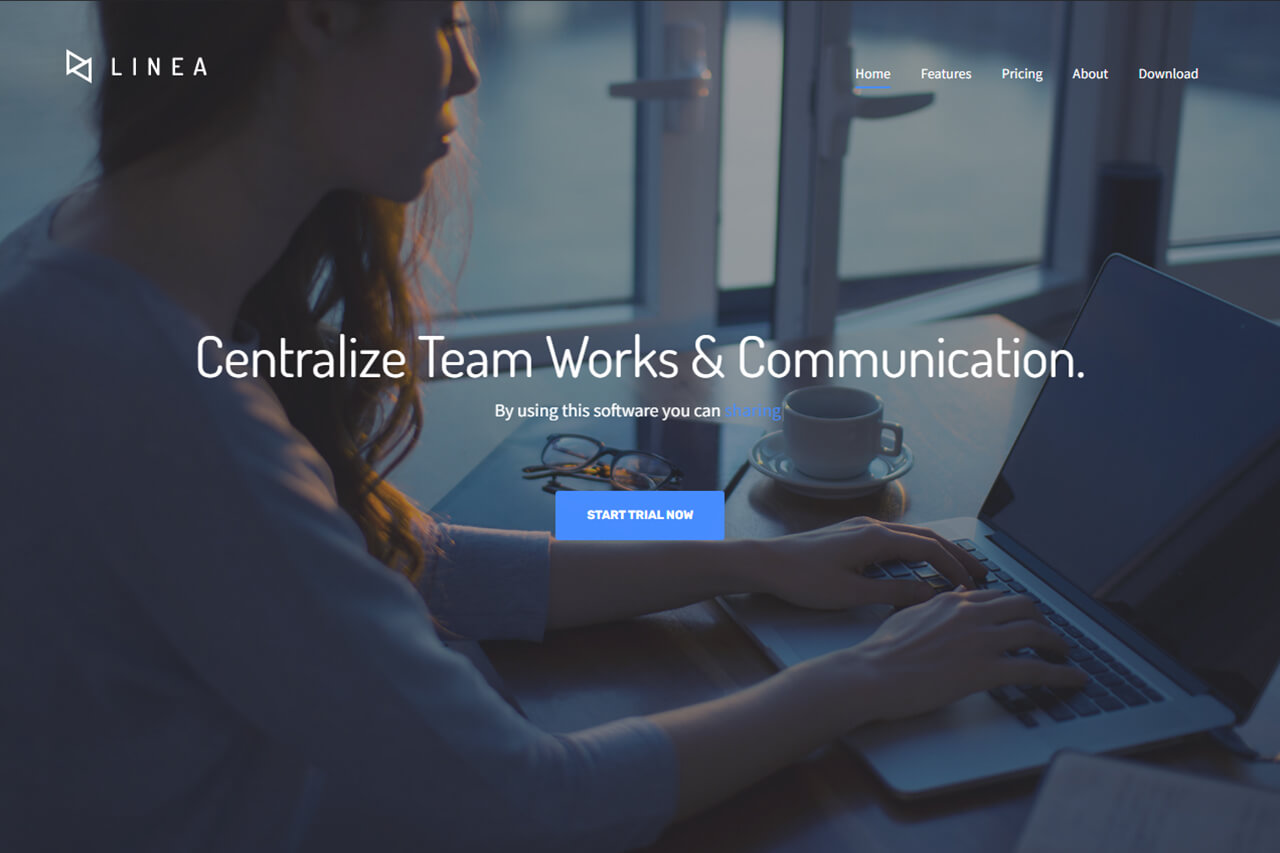 LINEA
Home Features Pricing About Download
Centralize Team Works & Communication.
By using this software you can sharing
START TRIAL NOW